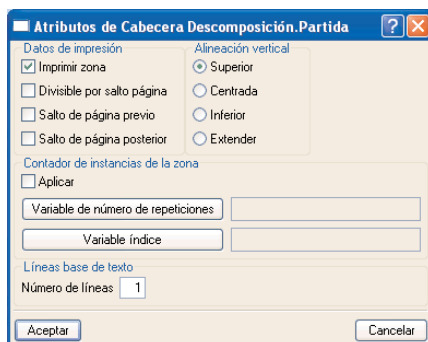 Atributos de Cabecera Descomposición.Partida
Datos de impresión
Imprimir zona
Divisible por salto página
Salto de página previo
Salto de página posterior
Alineación vertical
Superior
Centrada
Inferior
Extender
Contador de instancias de la zona
Aplicar
Variable de número de repeticiones
Variable índice
Líneas base de texto
Número de líneas 1
Aceptar
Cancelar